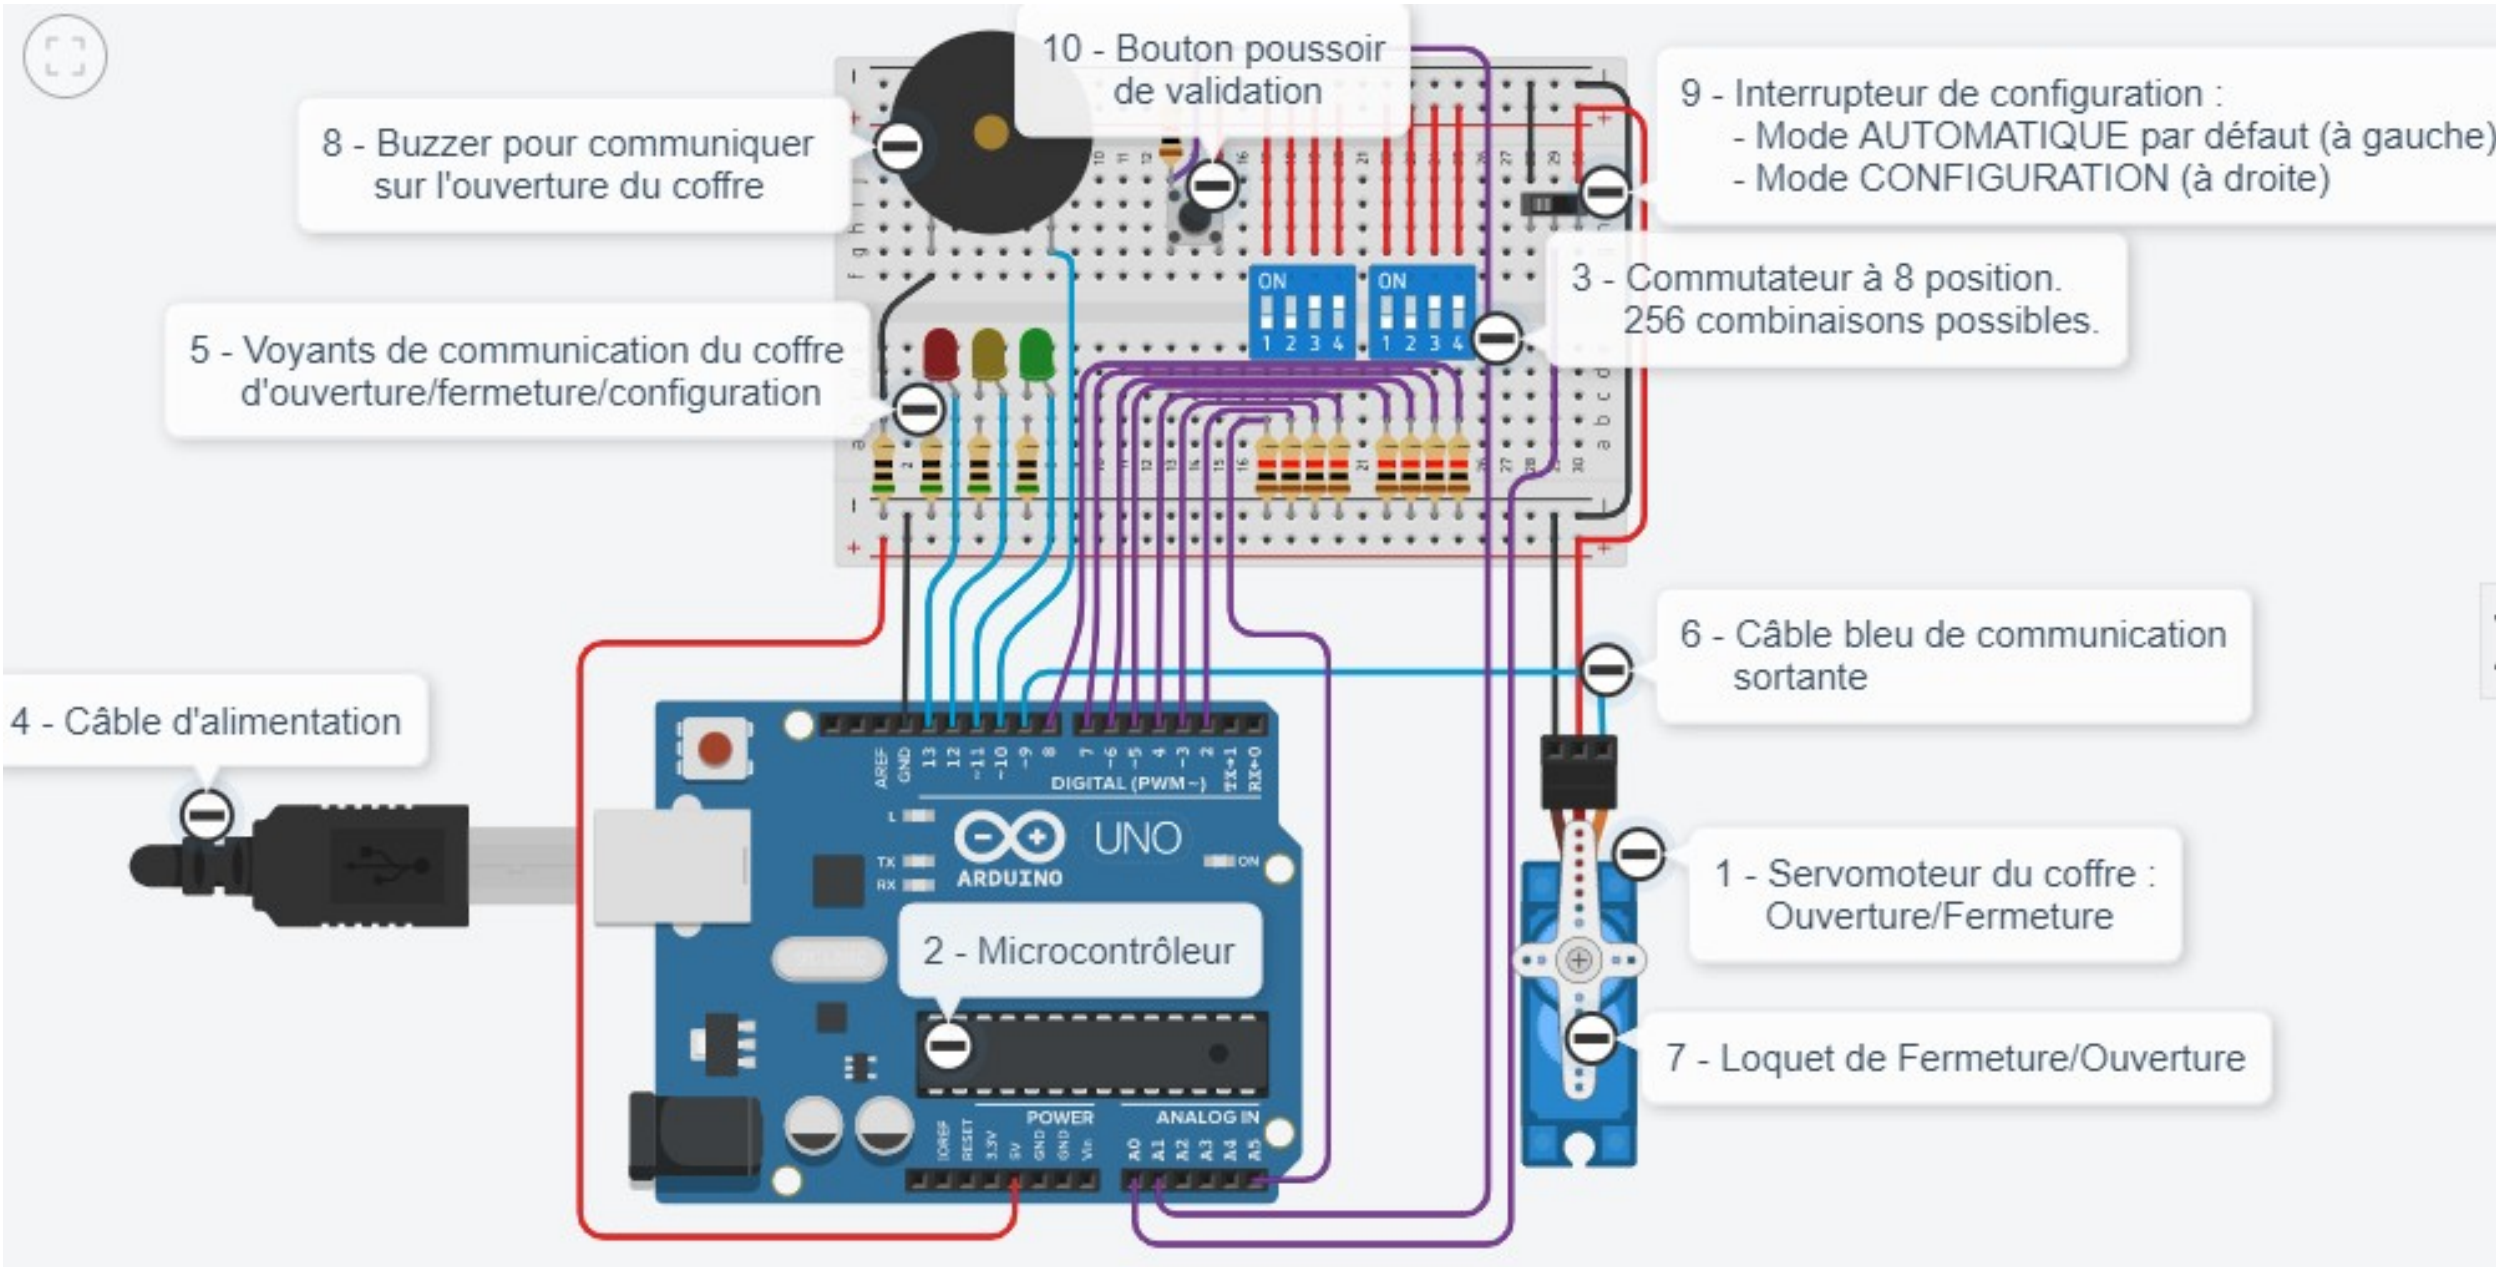 10 - Bouton poussoir
de validation
9 - Interrupteur de configuration :
- Mode AUTOMATIQUE par défaut (à gauche)
- Mode CONFIGURATION (à droite)
8 - Buzzer pour communiquer
sur l'ouverture du coffre
3 - Commutateur à 8 position.
256 combinaisons possibles.
ON
1 2 3 4
ON
1 2 3 4
5 - Voyants de communication du coffre
d'ouverture/fermeture/configuration
6 - Câble bleu de communication
sortante
4 - Câble d'alimentation
AREF GND 13 12 ~11 ~10 ~9 8 7 ~6 ~5 4 ~3 2 TX→1 RX←0
DIGITAL (PWM~)
L
TX
RX
UNO
ON
ARDUINO
1 - Servomoteur du coffre :
Ouverture/Fermeture
2 - Microcontrôleur
7 - Loquet de Fermeture/Ouverture
POWER
ANALOG IN
IOREF RESET 3.3V 5V GND GND Vin A0 A1 A2 A3 A4 A5